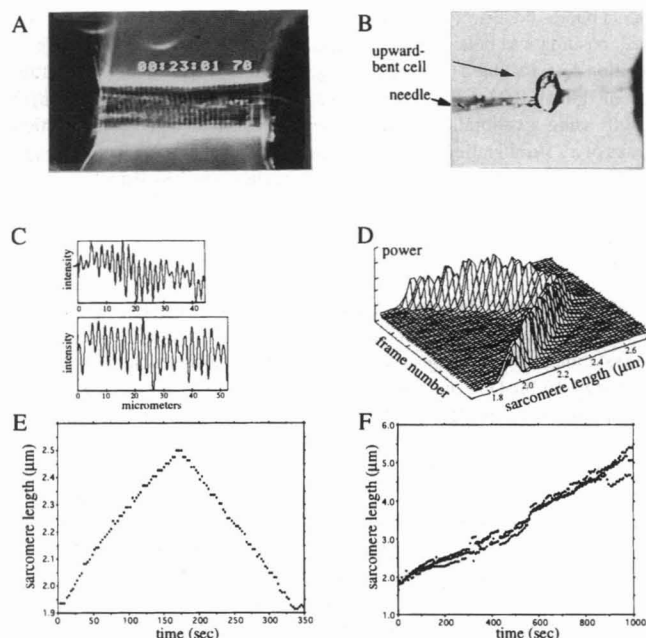 A
00:23:01 70
B
upward-
bent cell
needle
C
intensity
0 10 20 30 40
intensity
0 10 20 30 40 50
micrometers
D
power
frame number
1.8 2.0 2.2 2.4 2.6
sarcomere length (μm)
E
sarcomere length (μm)
2.5
2.4
2.3
2.2
2.1
2.0
1.9
0 50 100 150 200 250 300 350
time (sec)
F
sarcomere length (μm)
6.0
5.0
4.0
3.0
2.0
1.0
0 200 400 600 800 1000
time (sec)